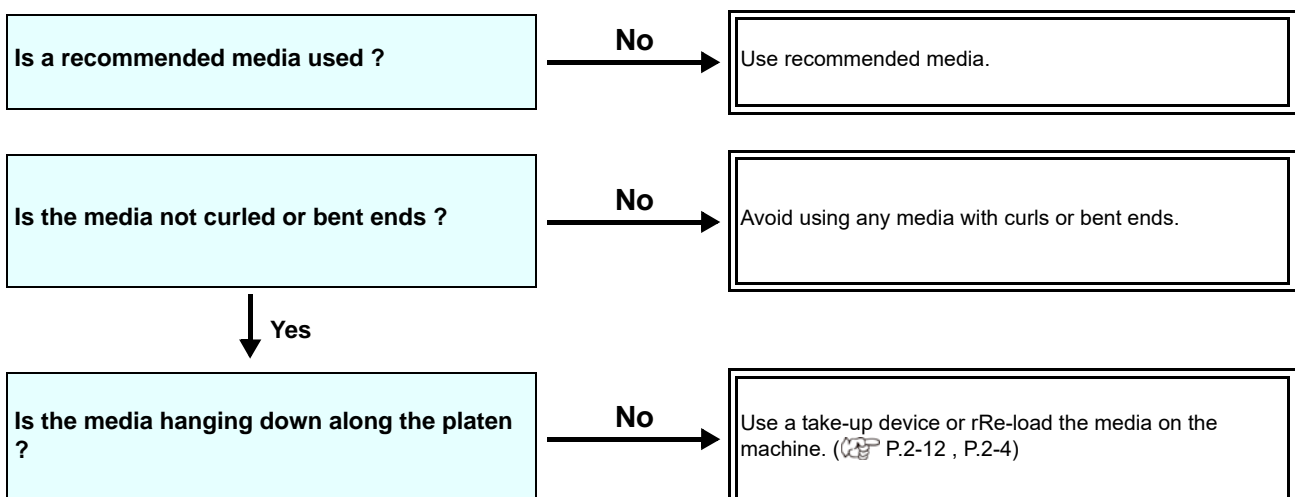 Is a recommended media used ?
No
Use recommended media.
Is the media not curled or bent ends ?
No
Avoid using any media with curls or bent ends.
Yes
Is the media hanging down along the platen
?
No
Use a take-up device or rRe-load the media on the
machine. ( P.2-12 , P.2-4)